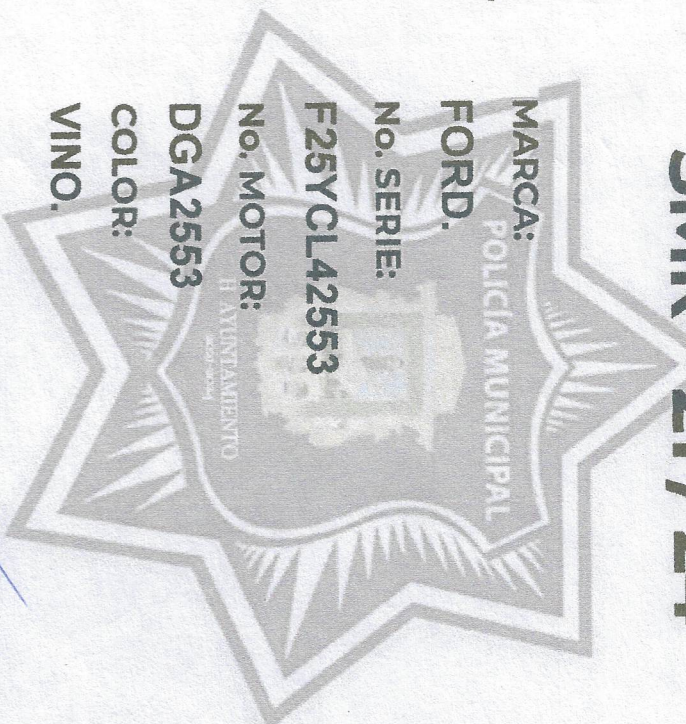 MARCA:
FORD.
No. SERIE:
F25YCL42553
No. MOTOR:
DGA2553
COLOR:
VINO.
POLICÍA MUNICIPAL
H. AYUNTAMIENTO